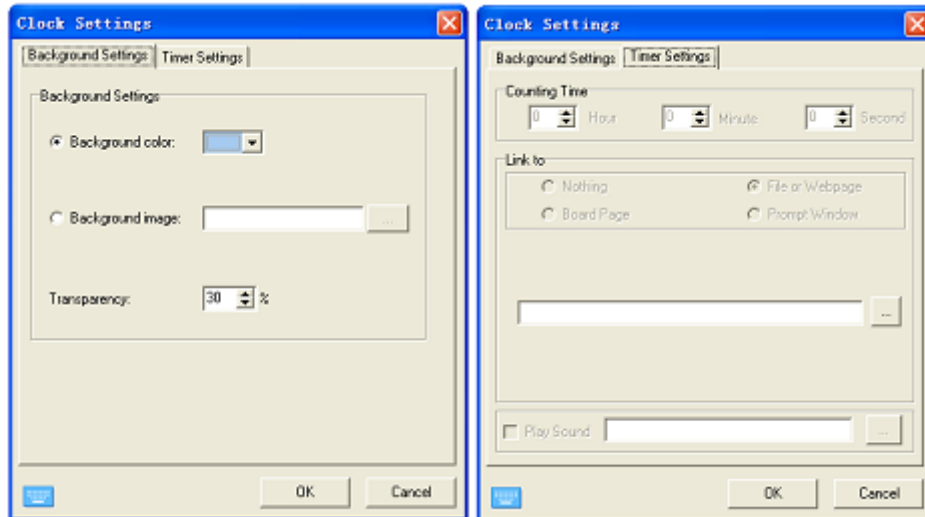 Clock Settings
Background Settings Timer Settings
Background Settings
Background color:
Background image: ...
Transparency: 30 %
OK Cancel
Clock Settings
Background Settings Timer Settings
Counting Time
0 Hour 0 Minute 0 Second
Link to
Nothing File or Webpage
Board Page Prompt Window
...
Play Sound ...
OK Cancel